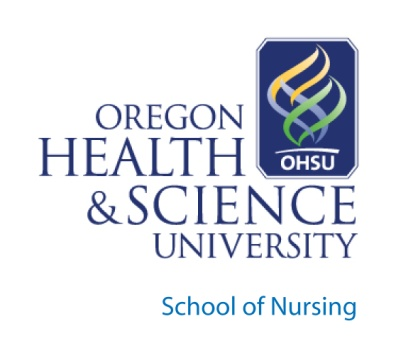 OREGON
HEALTH
OHSU
& SCIENCE
UNIVERSITY
School of Nursing